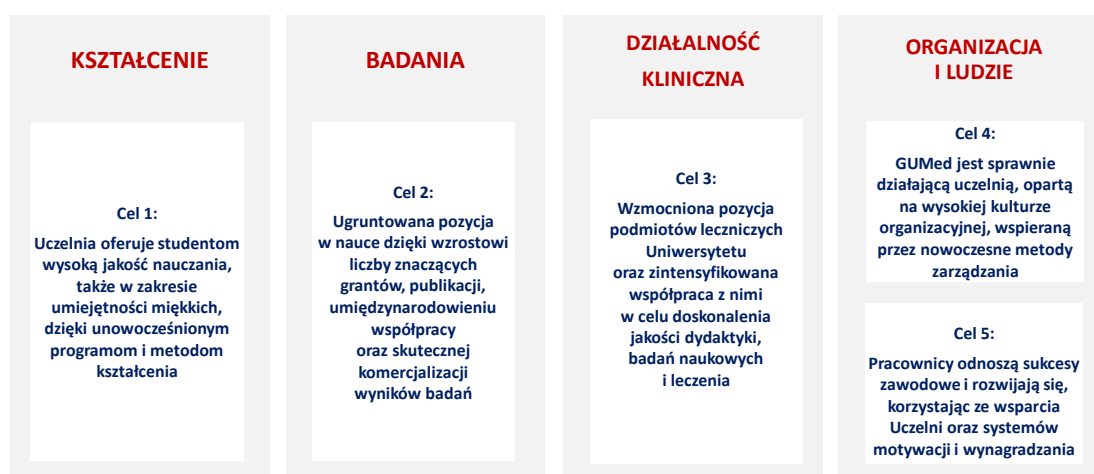 KSZTAŁCENIE
Cel 1:
Uczelnia oferuje studentom
wysoką jakość nauczania,
także w zakresie
umiejętności miękkich,
dzięki unowocześnionym
programom i metodom
kształcenia
BADANIA
Cel 2:
Ugruntowana pozycja
w nauce dzięki wzrostowi
liczby znaczących
grantów, publikacji,
umiędzynarodowieniu
współpracy
oraz skutecznej
komercjalizacji
wyników badań
DZIAŁALNOŚĆ
KLINICZNA
Cel 3:
Wzmocniona pozycja
podmiotów leczniczych
Uniwersytetu
oraz zintensyfikowana
współpraca z nimi
w celu doskonalenia
jakości dydaktyki,
badań naukowych
i leczenia
ORGANIZACJA
I LUDZIE
Cel 4:
GUMed jest sprawnie
działającą uczelnią, opartą
na wysokiej kulturze
organizacyjnej, wspieraną
przez nowoczesne metody
zarządzania
Cel 5:
Pracownicy odnoszą sukcesy
zawodowe i rozwijają się,
korzystając ze wsparcia
Uczelni oraz systemów
motywacji i wynagradzania